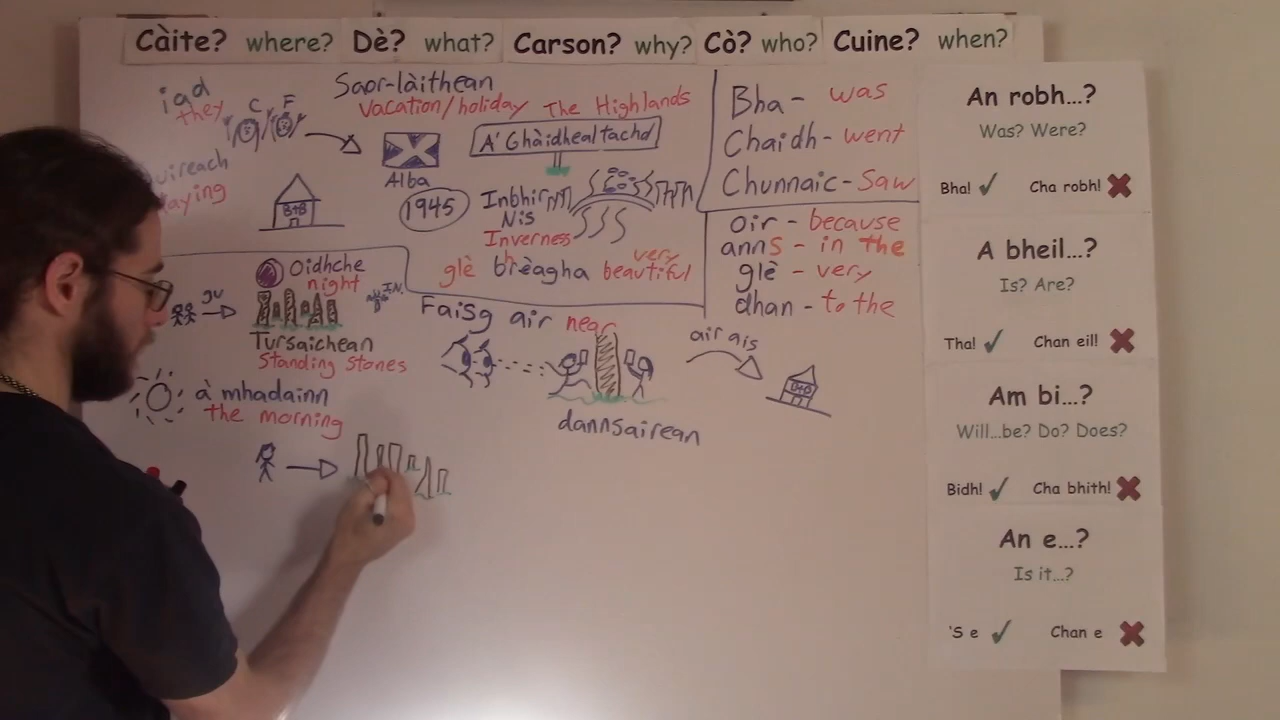 Càite? where? Dè? what? Carson? why? Cò? who? Cuine? when?
iad
they
C F
Saor-làithean
Vacation/holiday
The Highlands
A' Ghàidhealtachd
Alba
B+B
1945
Inbhir
Nis
Inverness
glè bhrèagha
very
beautiful
Bha - was
Chaidh - went
Chunnaic - Saw
oir - because
anns - in the
glè - very
dhan - to the
Oidhche
night
I.N.
Tursaichean
Standing Stones
Faisg air near
air ais
B+B
dannsairean
à mhadainn
the morning
An robh...?
Was? Were?
Bha! Cha robh!
A bheil...?
Is? Are?
Tha! Chan eil!
Am bi...?
Will...be? Do? Does?
Bidh! Cha bhith!
An e...?
Is it...?
'S e Chan e